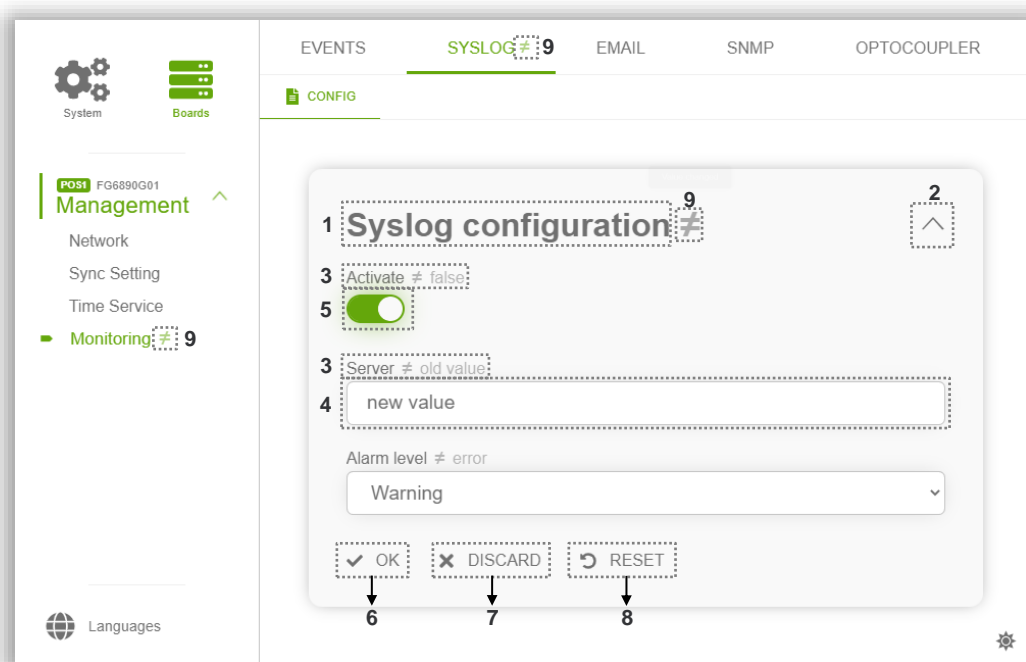 EVENTS SYSLOG ≠ 9 EMAIL SNMP OPTOCOUPLER
System Boards
CONFIG
POS1 FG6890G01
Management
Network
Sync Setting
Time Service
Monitoring ≠ 9
Languages
1 Syslog configuration ≠ 9 2
3 Activate ≠ false
5
3 Server ≠ old value
4 new value
Alarm level ≠ error
Warning
OK DISCARD RESET
6 7 8